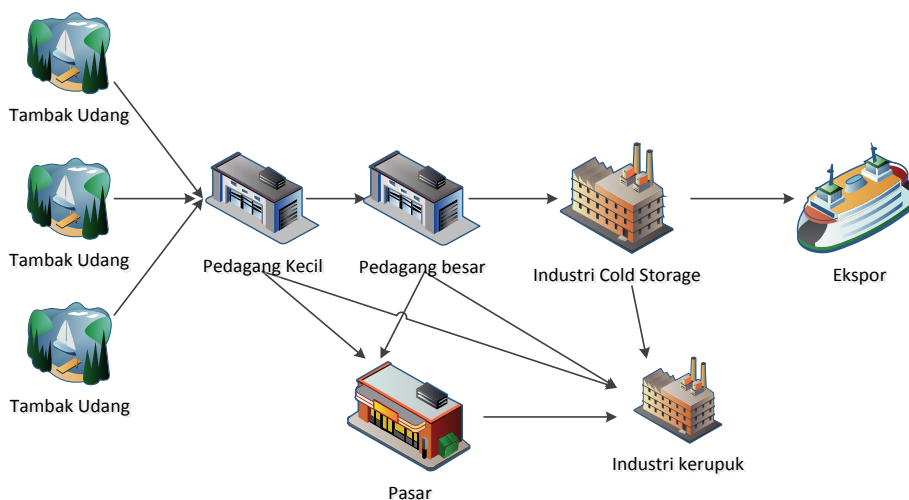 Tambak Udang
Tambak Udang
Tambak Udang
Pedagang Kecil
Pedagang besar
Industri Cold Storage
Ekspor
Pasar
Industri kerupuk